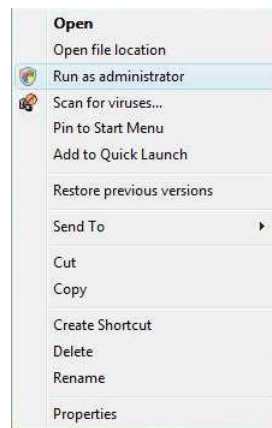 Open
Open file location
Run as administrator
Scan for viruses...
Pin to Start Menu
Add to Quick Launch
Restore previous versions
Send To
Cut
Copy
Create Shortcut
Delete
Rename
Properties